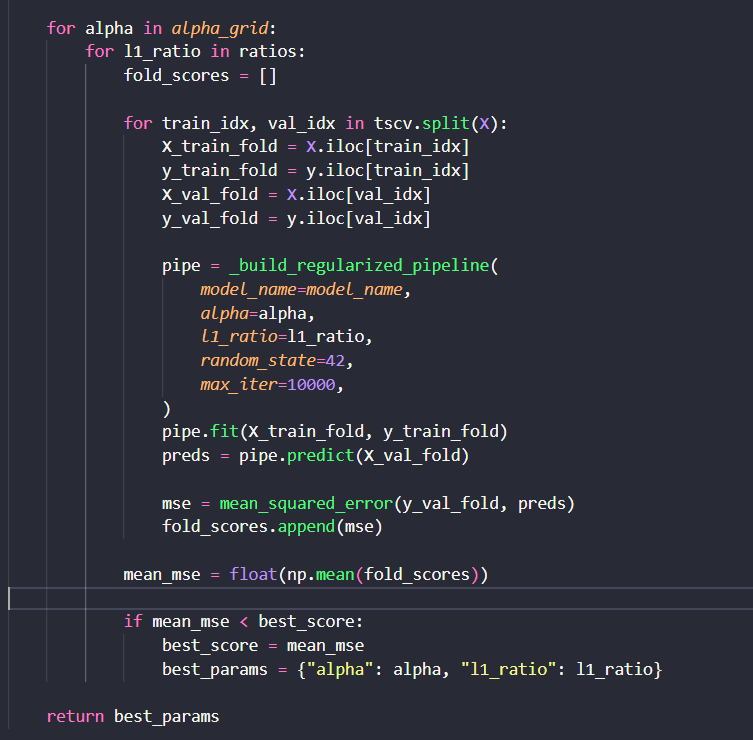 for alpha in alpha_grid:
for l1_ratio in ratios:
fold_scores = []
for train_idx, val_idx in tscv.split(X):
X_train_fold = X.iloc[train_idx]
y_train_fold = y.iloc[train_idx]
X_val_fold = X.iloc[val_idx]
y_val_fold = y.iloc[val_idx]
pipe = _build_regularized_pipeline(
model_name=model_name,
alpha=alpha,
l1_ratio=l1_ratio,
random_state=42,
max_iter=10000,
)
pipe.fit(X_train_fold, y_train_fold)
preds = pipe.predict(X_val_fold)
mse = mean_squared_error(y_val_fold, preds)
fold_scores.append(mse)
mean_mse = float(np.mean(fold_scores))
if mean_mse < best_score:
best_score = mean_mse
best_params = {"alpha": alpha, "l1_ratio": l1_ratio}
return best_params